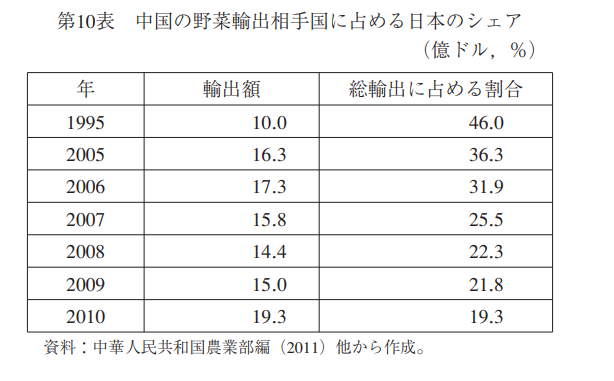 第10表　中国の野菜輸出相手国に占める日本のシェア
（億ドル，％）
年 輸出額 総輸出に占める割合
1995 10.0 46.0
2005 16.3 36.3
2006 17.3 31.9
2007 15.8 25.5
2008 14.4 22.3
2009 15.0 21.8
2010 19.3 19.3
資料：中華人民共和国農業部編（2011）他から作成。